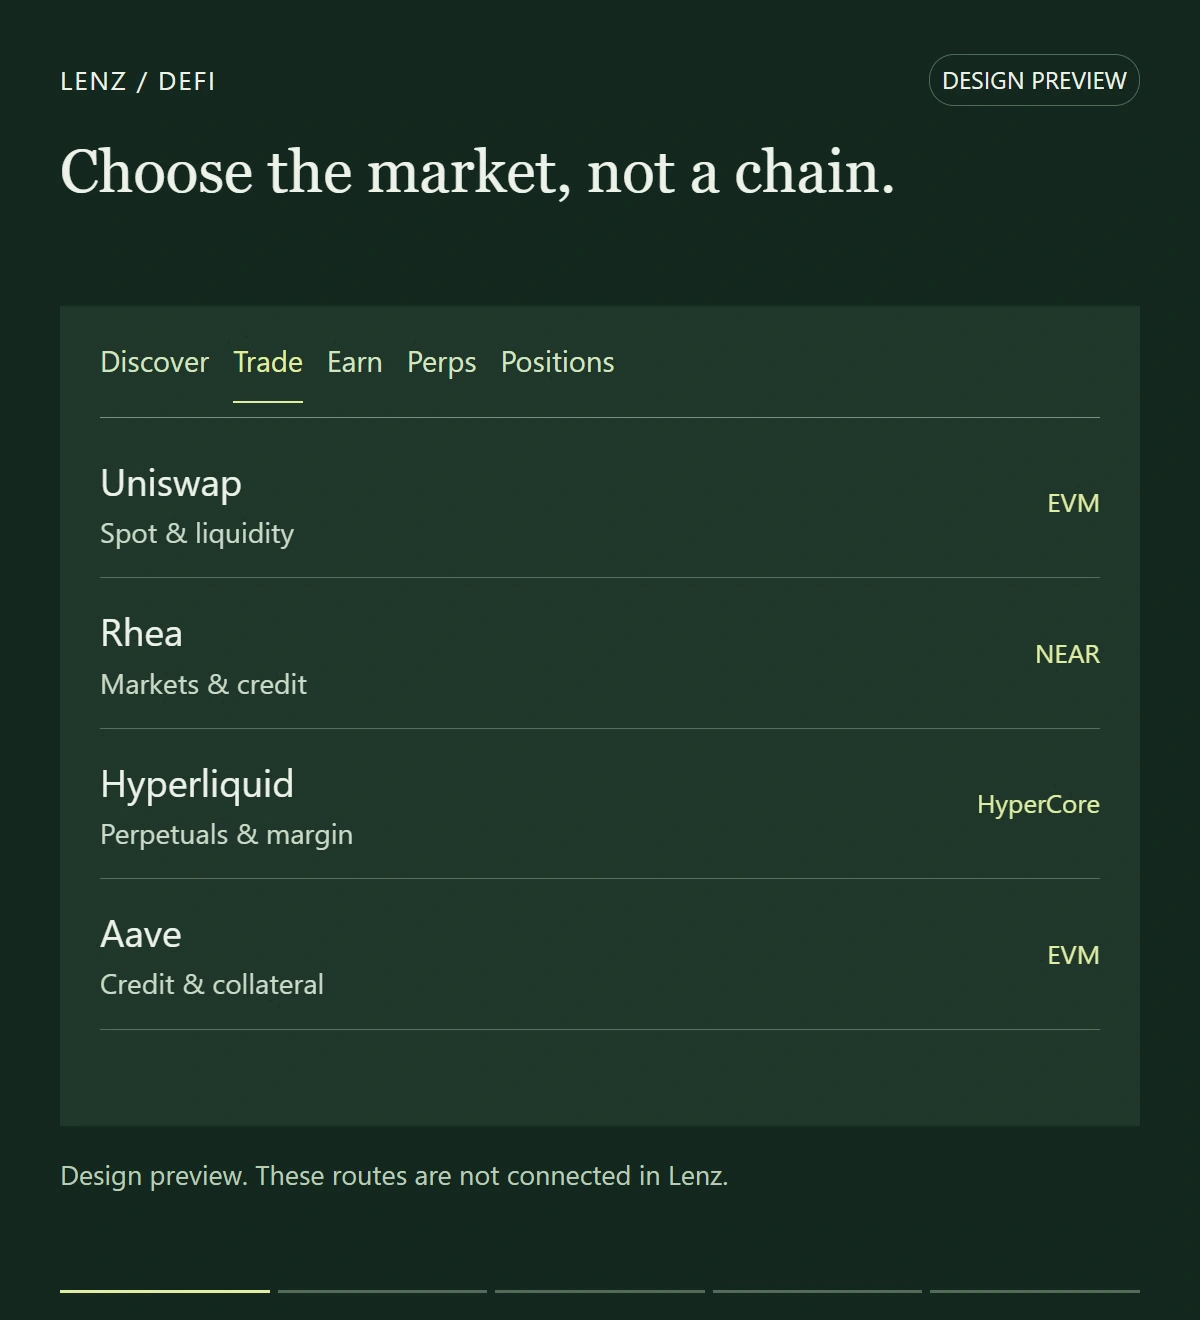 LENZ / DEFI
DESIGN PREVIEW
Choose the market, not a chain.
Discover Trade Earn Perps Positions
Uniswap
Spot & liquidity
EVM
Rhea
Markets & credit
NEAR
Hyperliquid
Perpetuals & margin
HyperCore
Aave
Credit & collateral
EVM
Design preview. These routes are not connected in Lenz.